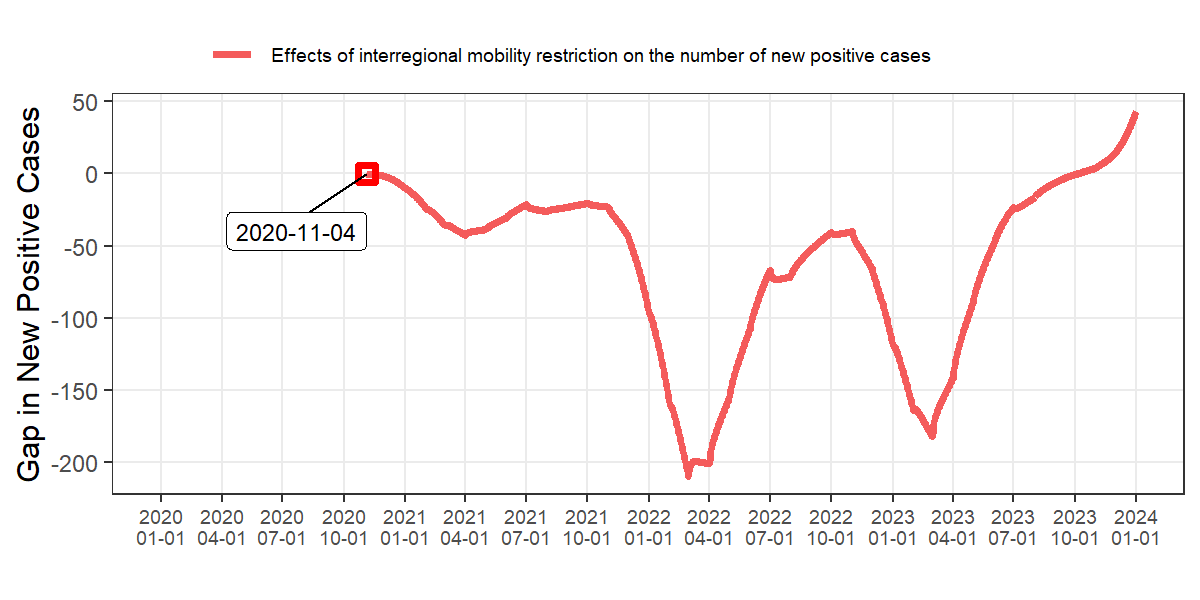 Effects of interregional mobility restriction on the number of new positive cases
Gap in New Positive Cases
50
0
-50
-100
-150
-200
2020-11-04
2020 2020 2020 2020 2021 2021 2021 2021 2022 2022 2022 2022 2023 2023 2023 2023 2024
01-01 04-01 07-01 10-01 01-01 04-01 07-01 10-01 01-01 04-01 07-01 10-01 01-01 04-01 07-01 10-01 01-01